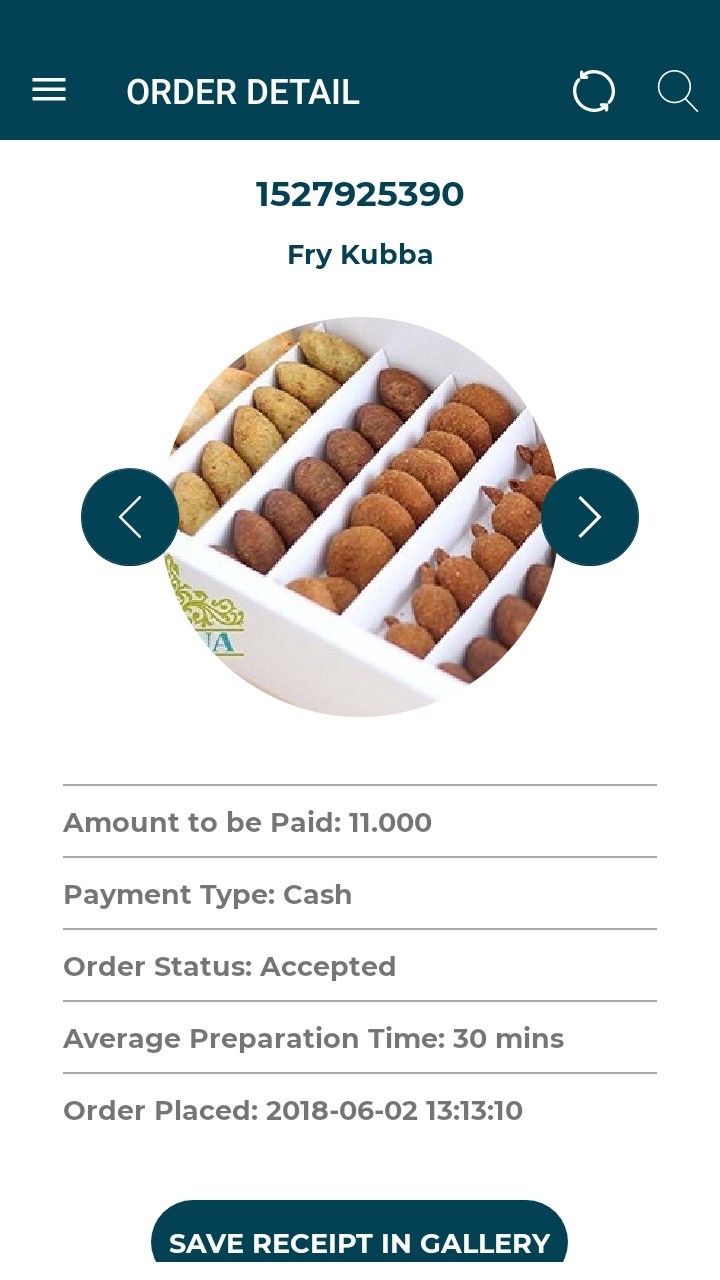 ORDER DETAIL
1527925390
Fry Kubba
Amount to be Paid: 11.000
Payment Type: Cash
Order Status: Accepted
Average Preparation Time: 30 mins
Order Placed: 2018-06-02 13:13:10
SAVE RECEIPT IN GALLERY